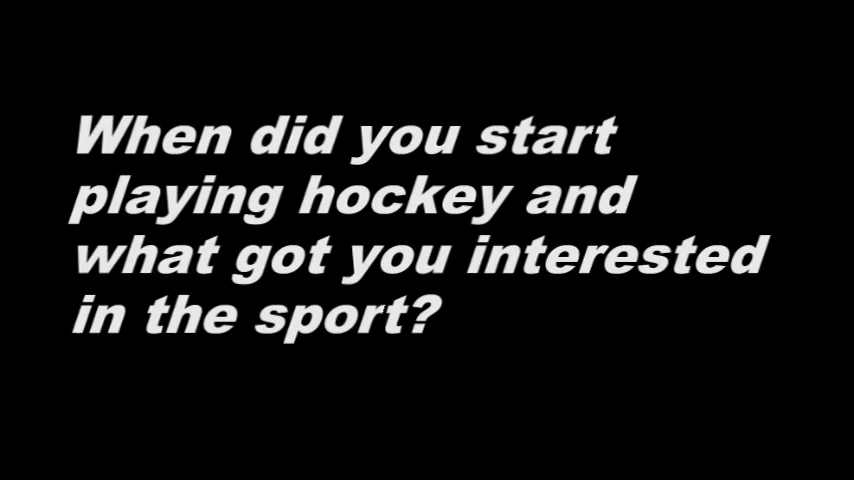 When did you start
playing hockey and
what got you interested
in the sport?